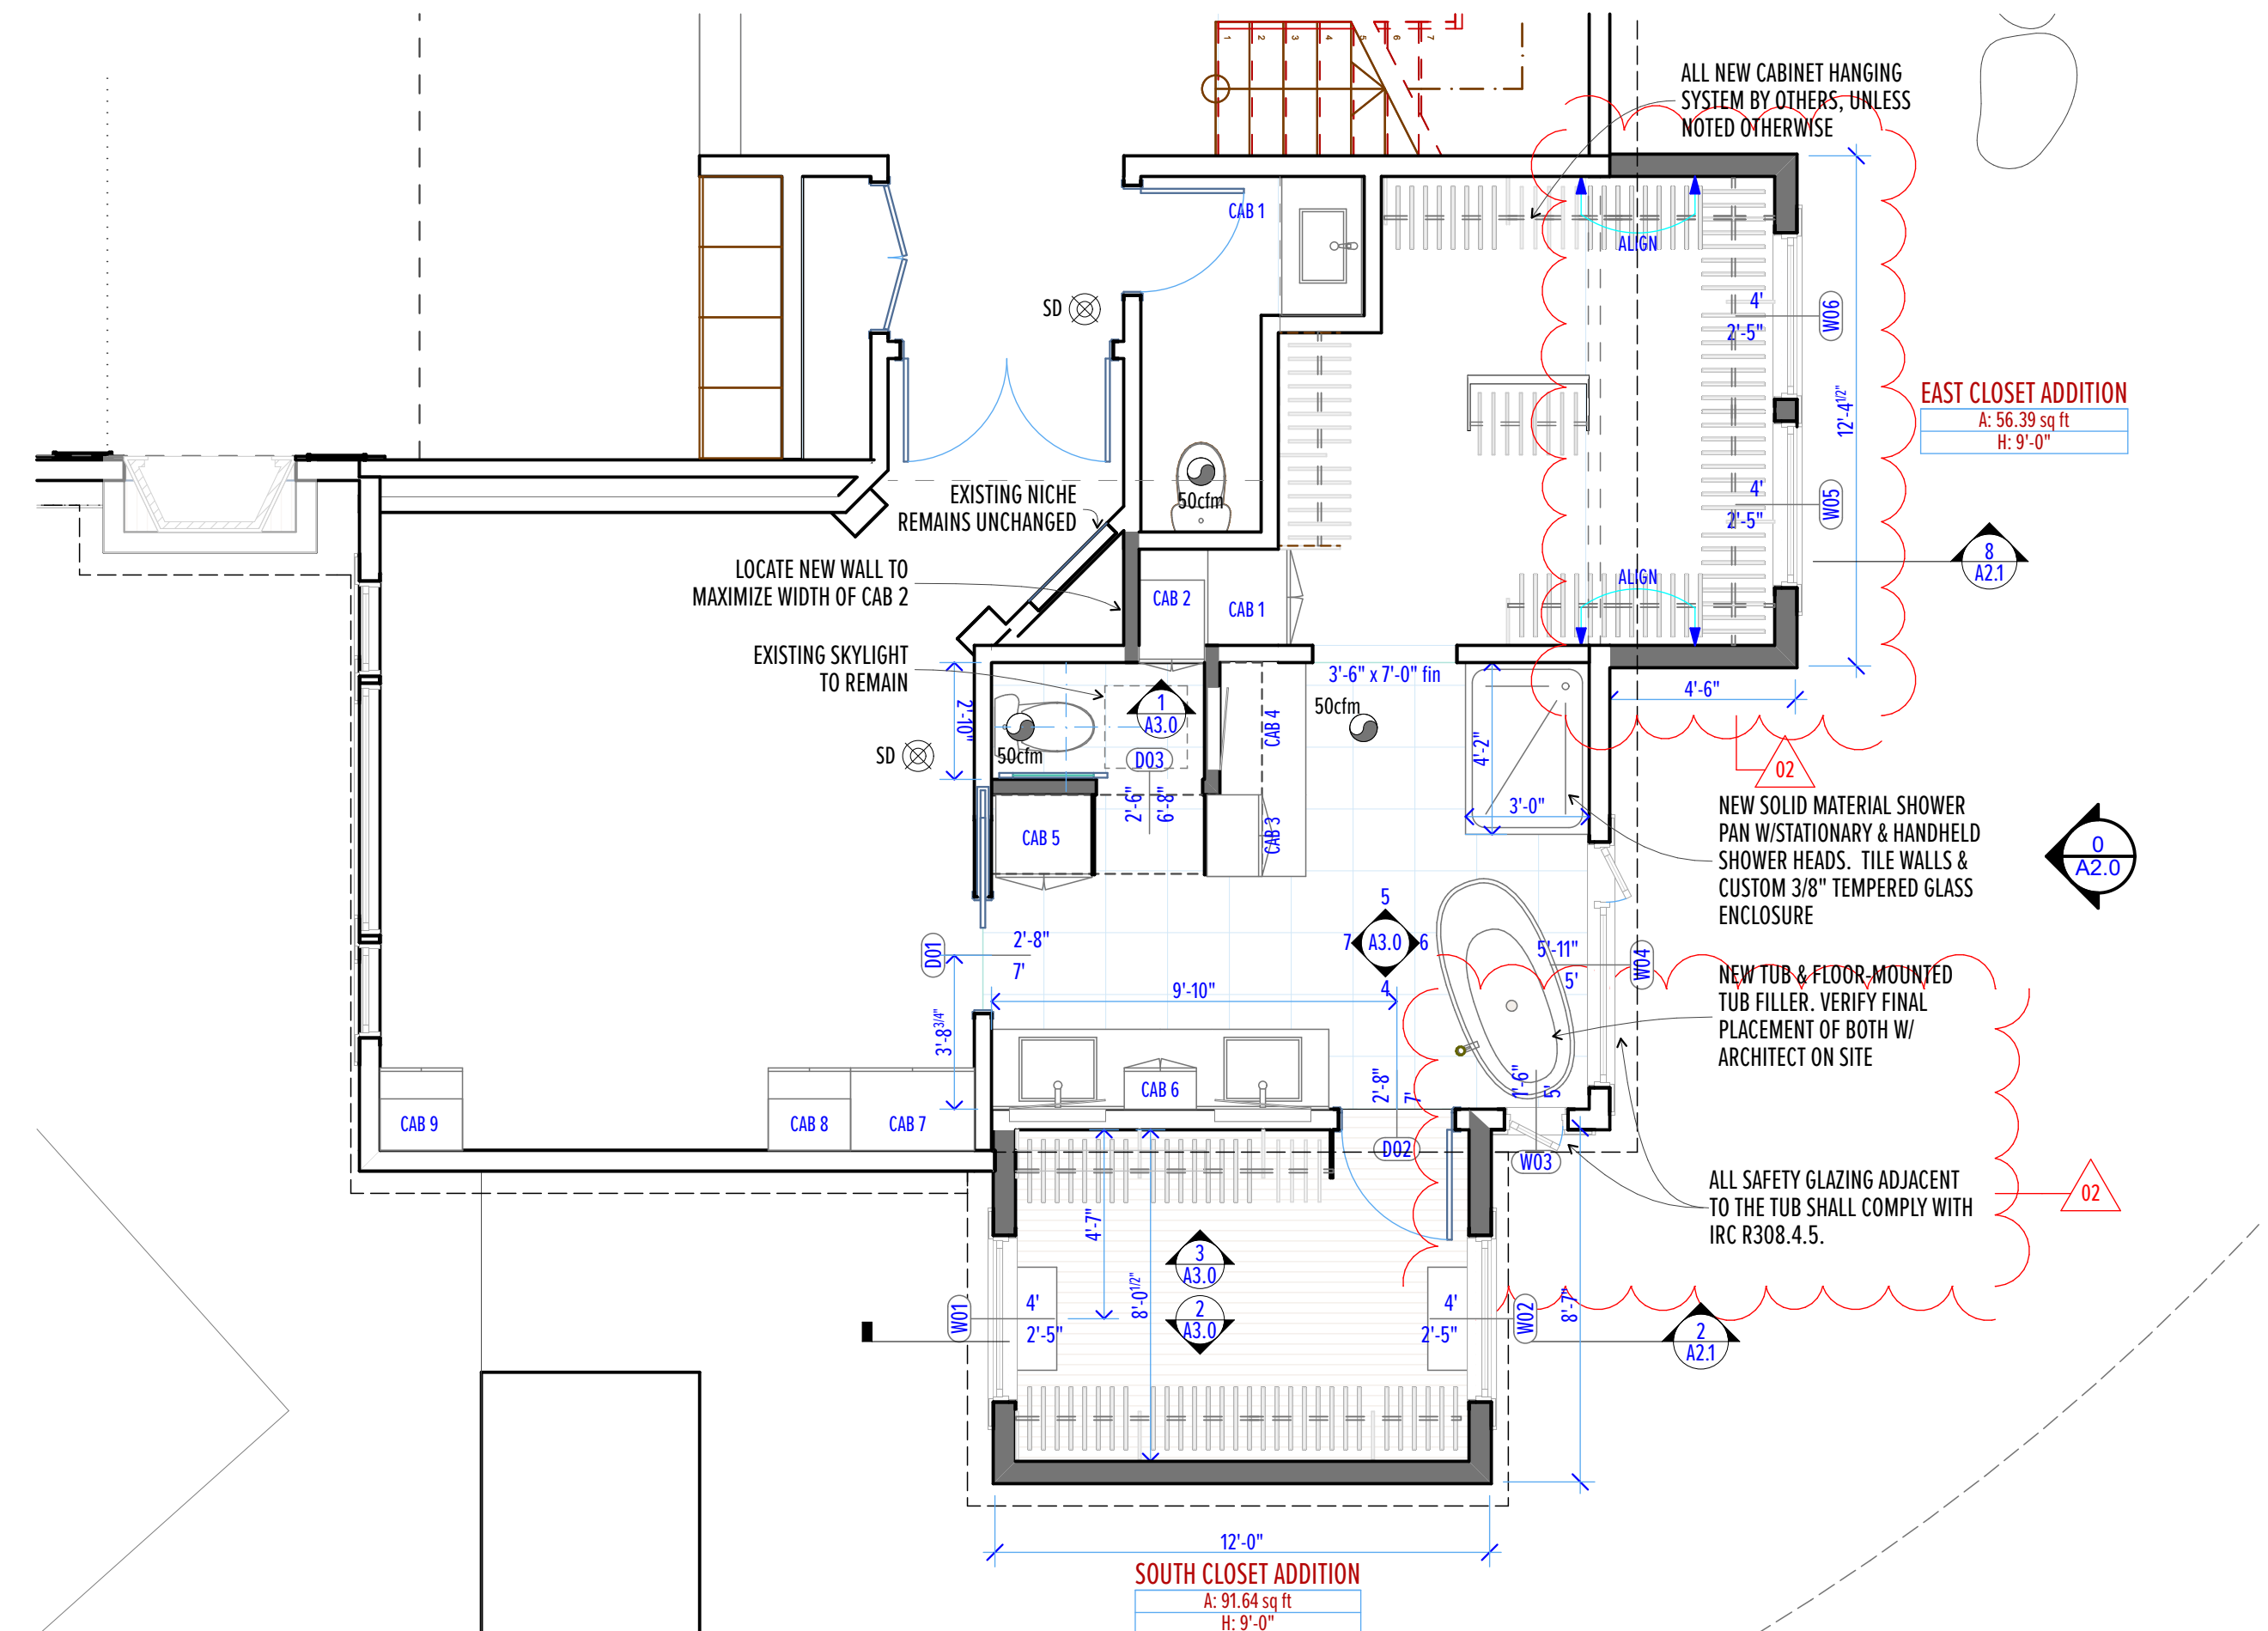 1
2
3
4
5
6
7
ALL NEW CABINET HANGING
SYSTEM BY OTHERS, UNLESS
NOTED OTHERWISE
CAB 1
SD
ALIGN
4'
2'-5"
W06
12'-4 1/2"
EAST CLOSET ADDITION
A: 56.39 sq ft
H: 9'-0"
50cfm
EXISTING NICHE
REMAINS UNCHANGED
4'
2'-5"
W05
8
A2.1
LOCATE NEW WALL TO
MAXIMIZE WIDTH OF CAB 2
CAB 2
CAB 1
ALIGN
EXISTING SKYLIGHT
TO REMAIN
3'-6" x 7'-0" fin
4'-6"
2'-10"
1
A3.0
CAB 4
50cfm
SD
50cfm
D03
4'-2"
02
2'-6"
6'-8"
3'-0"
CAB 5
CAB 3
NEW SOLID MATERIAL SHOWER
PAN W/STATIONARY & HANDHELD
SHOWER HEADS. TILE WALLS &
CUSTOM 3/8" TEMPERED GLASS
ENCLOSURE
0
A2.0
D01
2'-8"
7'
5
7
A3.0
6
4
5'-11"
5'
W04
9'-10"
3'-8 3/4"
NEW TUB & FLOOR-MOUNTED
TUB FILLER. VERIFY FINAL
PLACEMENT OF BOTH W/
ARCHITECT ON SITE
CAB 6
2'-8"
7'
1'-6"
5'
CAB 9
CAB 8
CAB 7
D02
W03
ALL SAFETY GLAZING ADJACENT
TO THE TUB SHALL COMPLY WITH
IRC R308.4.5.
02
4'-7"
3
A3.0
8'-0 1/2"
2
A3.0
W01
4'
2'-5"
4'
2'-5"
W02
8'-7"
2
A2.1
12'-0"
SOUTH CLOSET ADDITION
A: 91.64 sq ft
H: 9'-0"